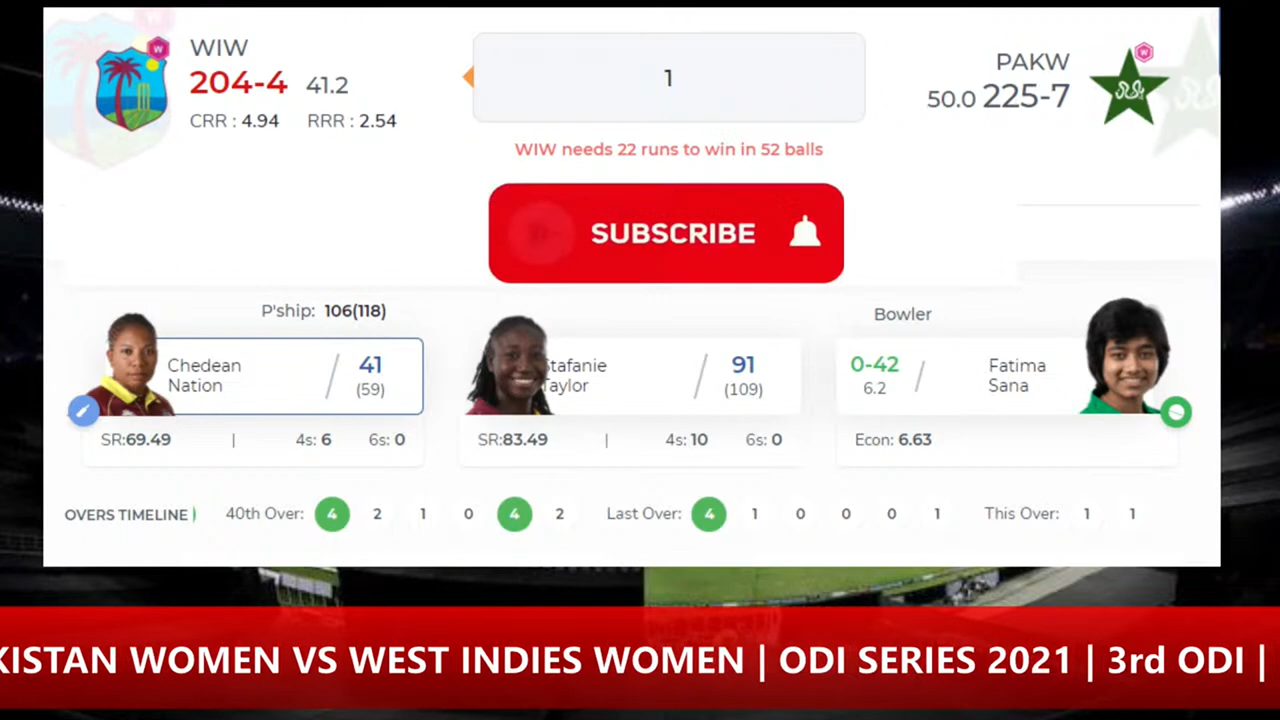 WIW
204-4 41.2
CRR : 4.94 RRR : 2.54
1
PAKW
50.0 225-7
WIW needs 22 runs to win in 52 balls
SUBSCRIBE
P'ship: 106(118)
Bowler
Chedean Nation / 41 (59)
Stafanie Taylor / 91 (109)
0-42 6.2 / Fatima Sana
SR:69.49 | 4s: 6 6s: 0
SR:83.49 | 4s: 10 6s: 0
Econ: 6.63
OVERS TIMELINE 40th Over: 4 2 1 0 4 2 Last Over: 4 1 0 0 0 1 This Over: 1 1
KISTAN WOMEN VS WEST INDIES WOMEN | ODI SERIES 2021 | 3rd ODI |